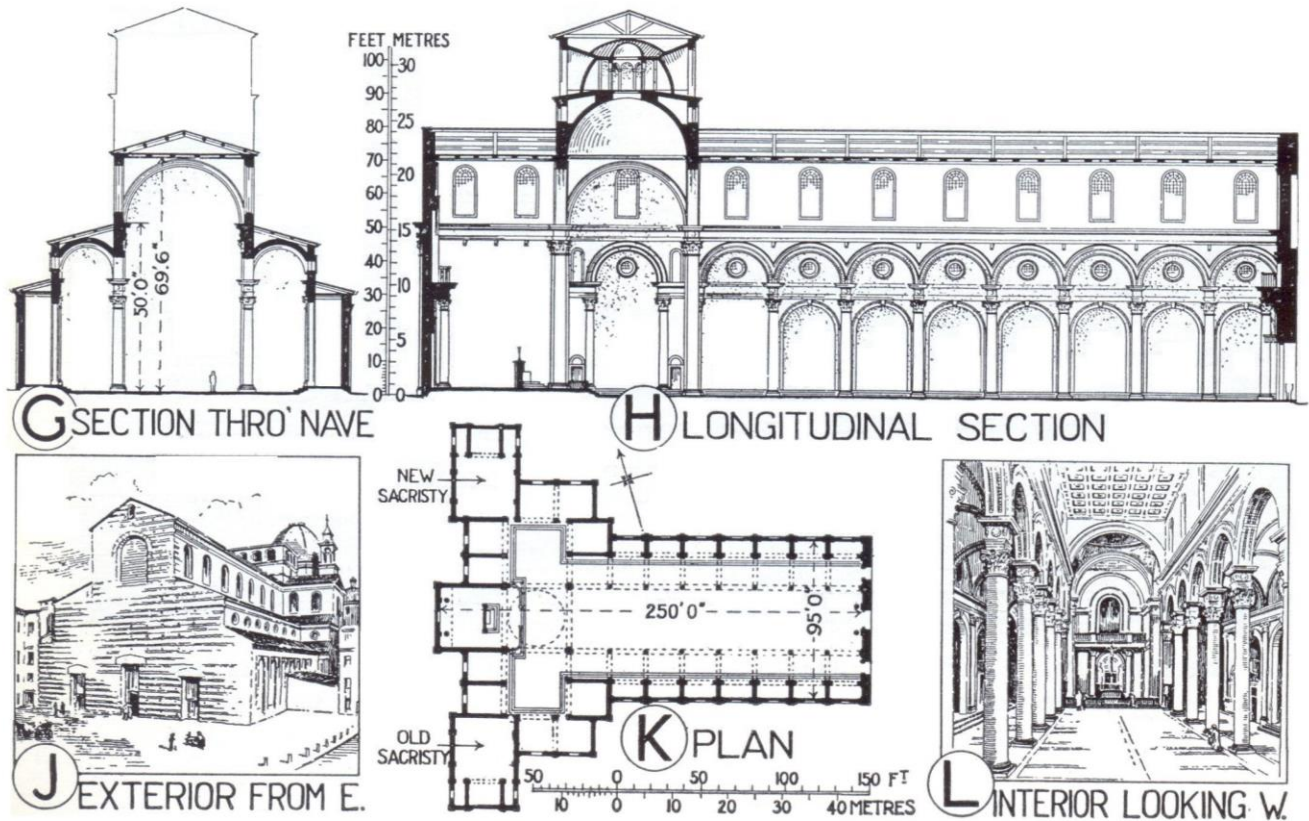 FEET METRES
100 30
90
80 25
70
60 20
50 15
40
30 10
20
10 5
0 0
50'0"
69'6"
G SECTION THRO' NAVE
H LONGITUDINAL SECTION
NEW
SACRISTY
250'0"
95'0"
OLD
SACRISTY
J EXTERIOR FROM E.
K PLAN
50 0 50 100 150 FT
10 0 10 20 30 40 METRES
L INTERIOR LOOKING W.